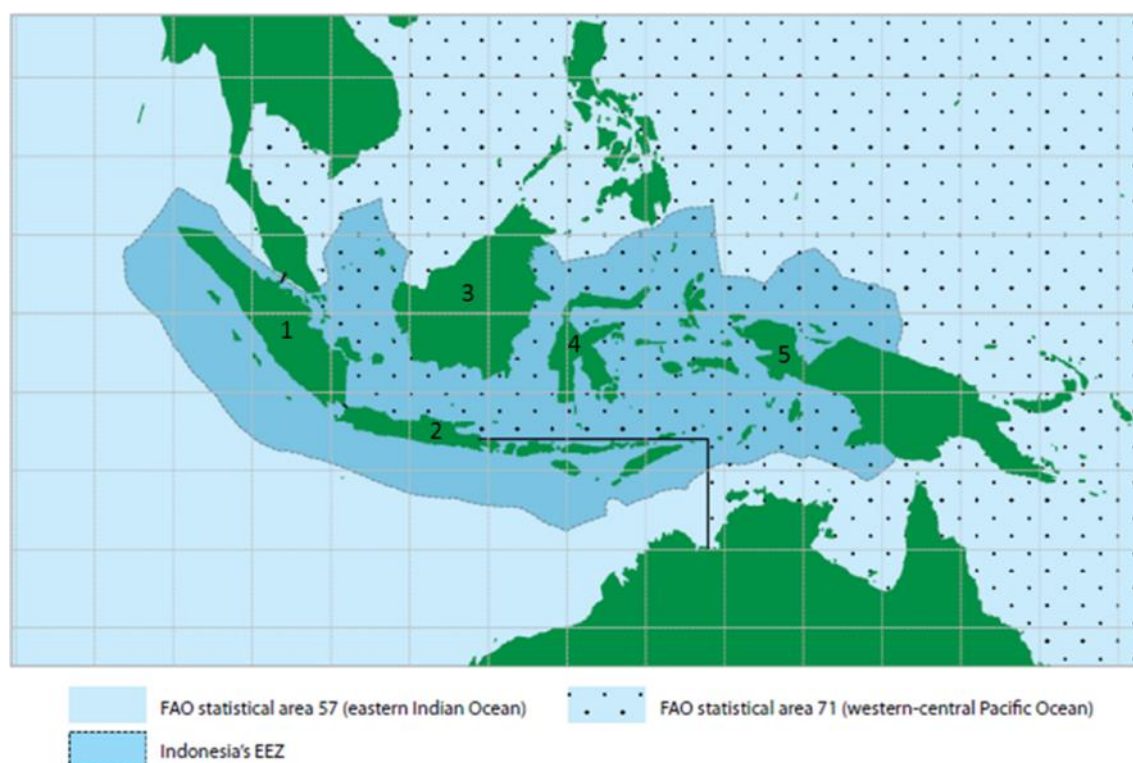 3
1
4
5
2
FAO statistical area 57 (eastern Indian Ocean)
FAO statistical area 71 (western-central Pacific Ocean)
Indonesia's EEZ